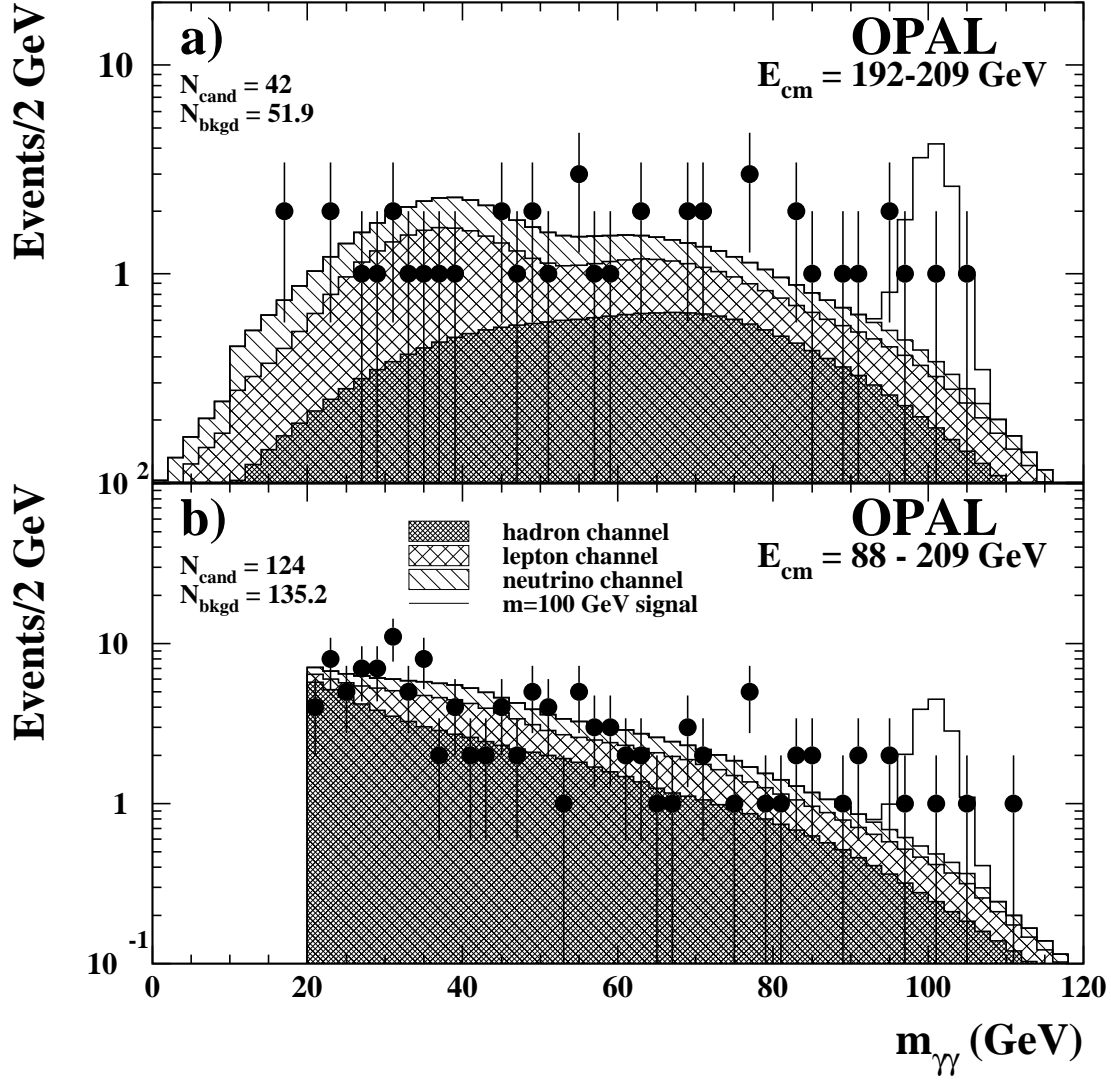 a)
OPAL
E_cm = 192-209 GeV
N_cand = 42
N_bkgd = 51.9
Events/2 GeV
10
1
10 2
b)
OPAL
E_cm = 88 - 209 GeV
N_cand = 124
N_bkgd = 135.2
hadron channel
lepton channel
neutrino channel
m=100 GeV signal
Events/2 GeV
10
1
10 -1
0 20 40 60 80 100 120
m_γγ (GeV)